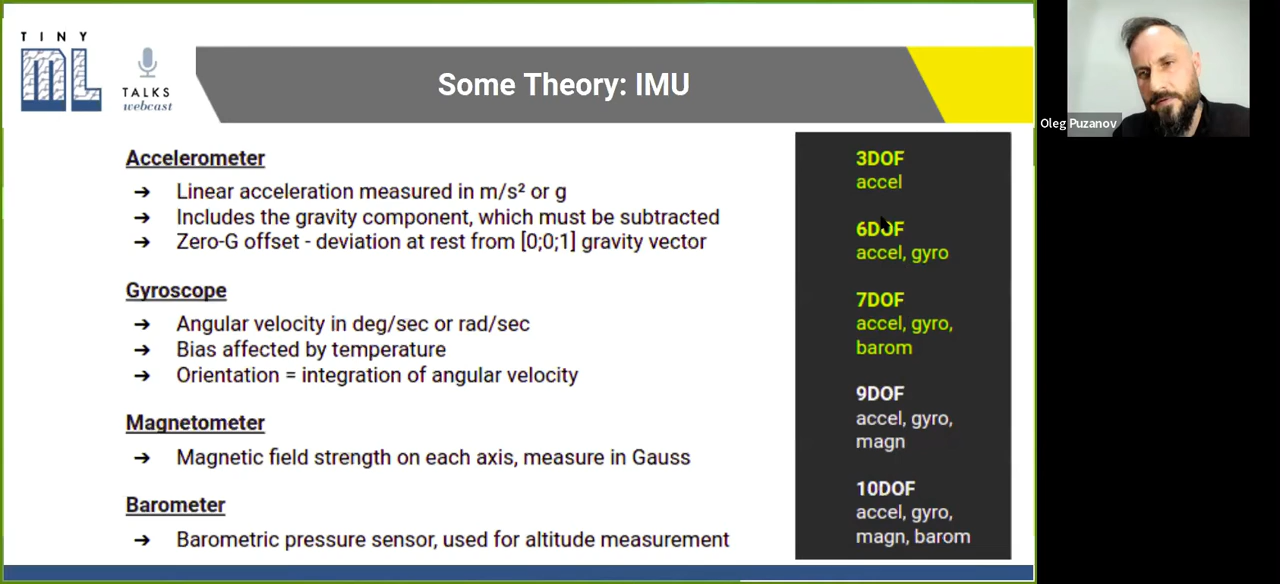 TINY
ML
TALKS
webcast
Some Theory: IMU
Accelerometer
➔ Linear acceleration measured in m/s² or g
➔ Includes the gravity component, which must be subtracted
➔ Zero-G offset - deviation at rest from [0;0;1] gravity vector
Gyroscope
➔ Angular velocity in deg/sec or rad/sec
➔ Bias affected by temperature
➔ Orientation = integration of angular velocity
Magnetometer
➔ Magnetic field strength on each axis, measure in Gauss
Barometer
➔ Barometric pressure sensor, used for altitude measurement
3DOF
accel
6DOF
accel, gyro
7DOF
accel, gyro,
barom
9DOF
accel, gyro,
magn
10DOF
accel, gyro,
magn, barom
Oleg Puzanov